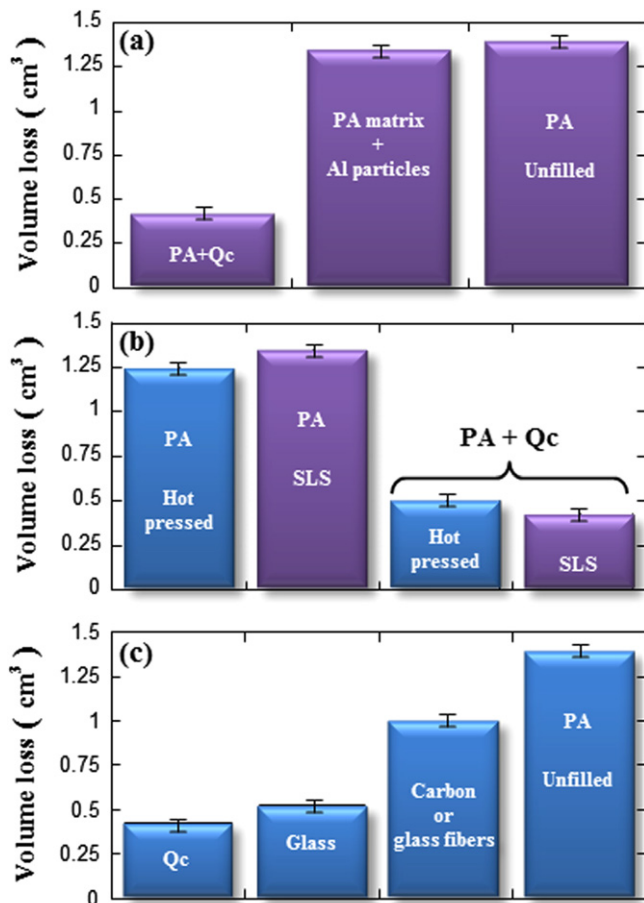 (a)
Volume loss ( cm³ )
1.5
1.25
1
0.75
0.5
0.25
0
PA+Qc
PA matrix
+
Al particles
PA
Unfilled
(b)
Volume loss ( cm³ )
1.5
1.25
1
0.75
0.5
0.25
0
PA
Hot
pressed
PA
SLS
PA + Qc
Hot
pressed
SLS
(c)
Volume loss ( cm³ )
1.5
1.25
1
0.75
0.5
0.25
0
Qc
Glass
Carbon
or
glass fibers
PA
Unfilled